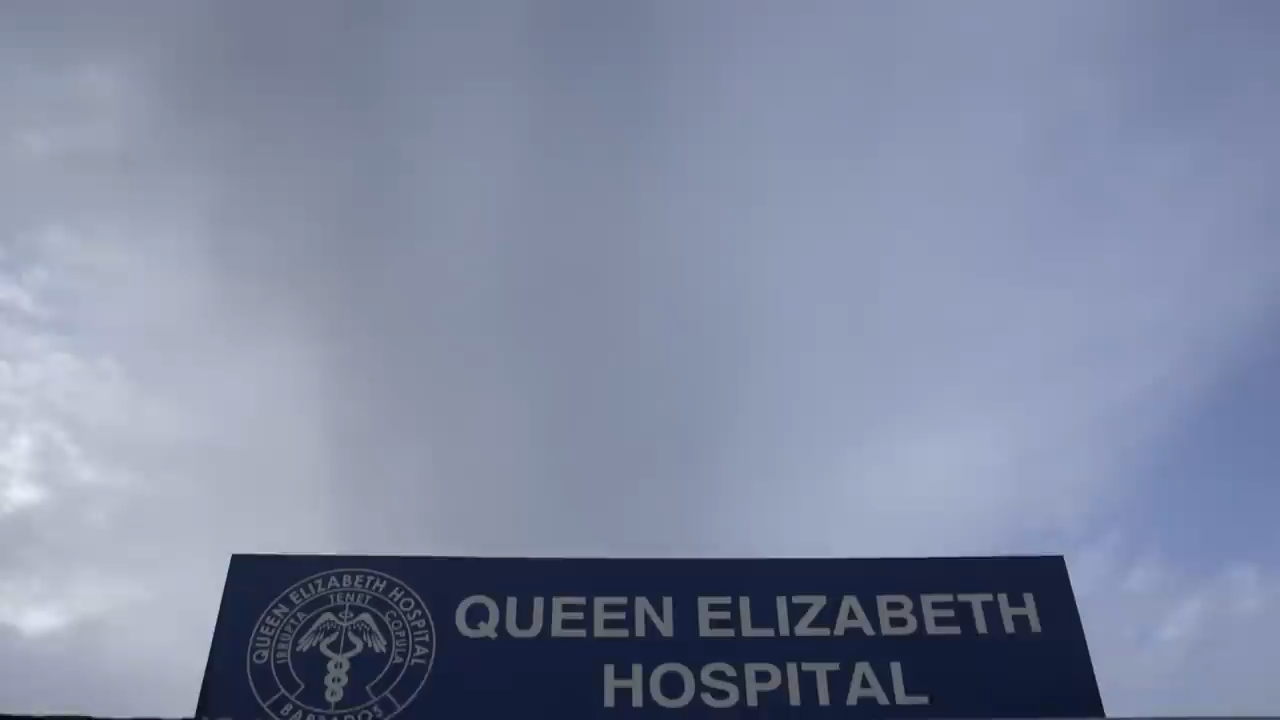 QUEEN ELIZABETH HOSPITAL
IRRUPTA TENET COPULA
BARBADOS
QUEEN ELIZABETH
HOSPITAL